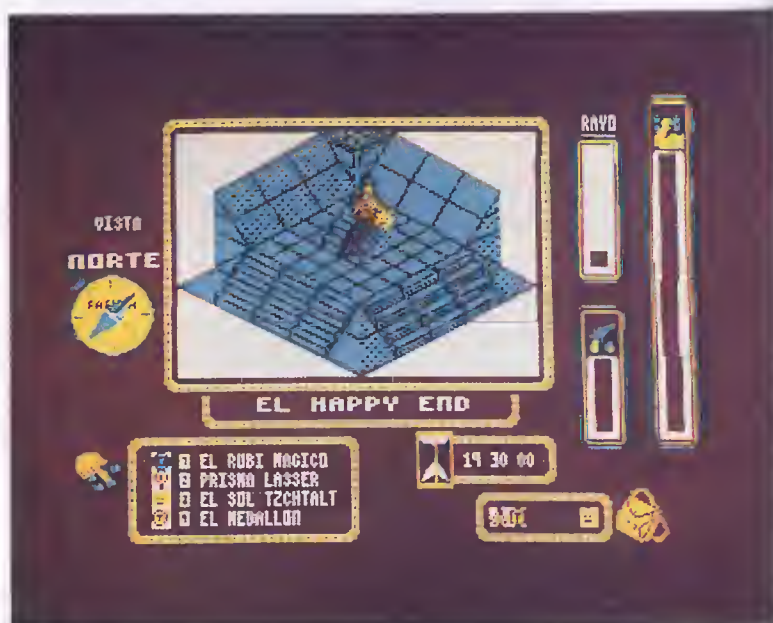 RAYO
VISTA
NORTE
EL HAPPY END
EL RUBI MAGICO
PRISMA LASSER
EL SOL TZCHTALT
EL MEDALLON
19 30 00